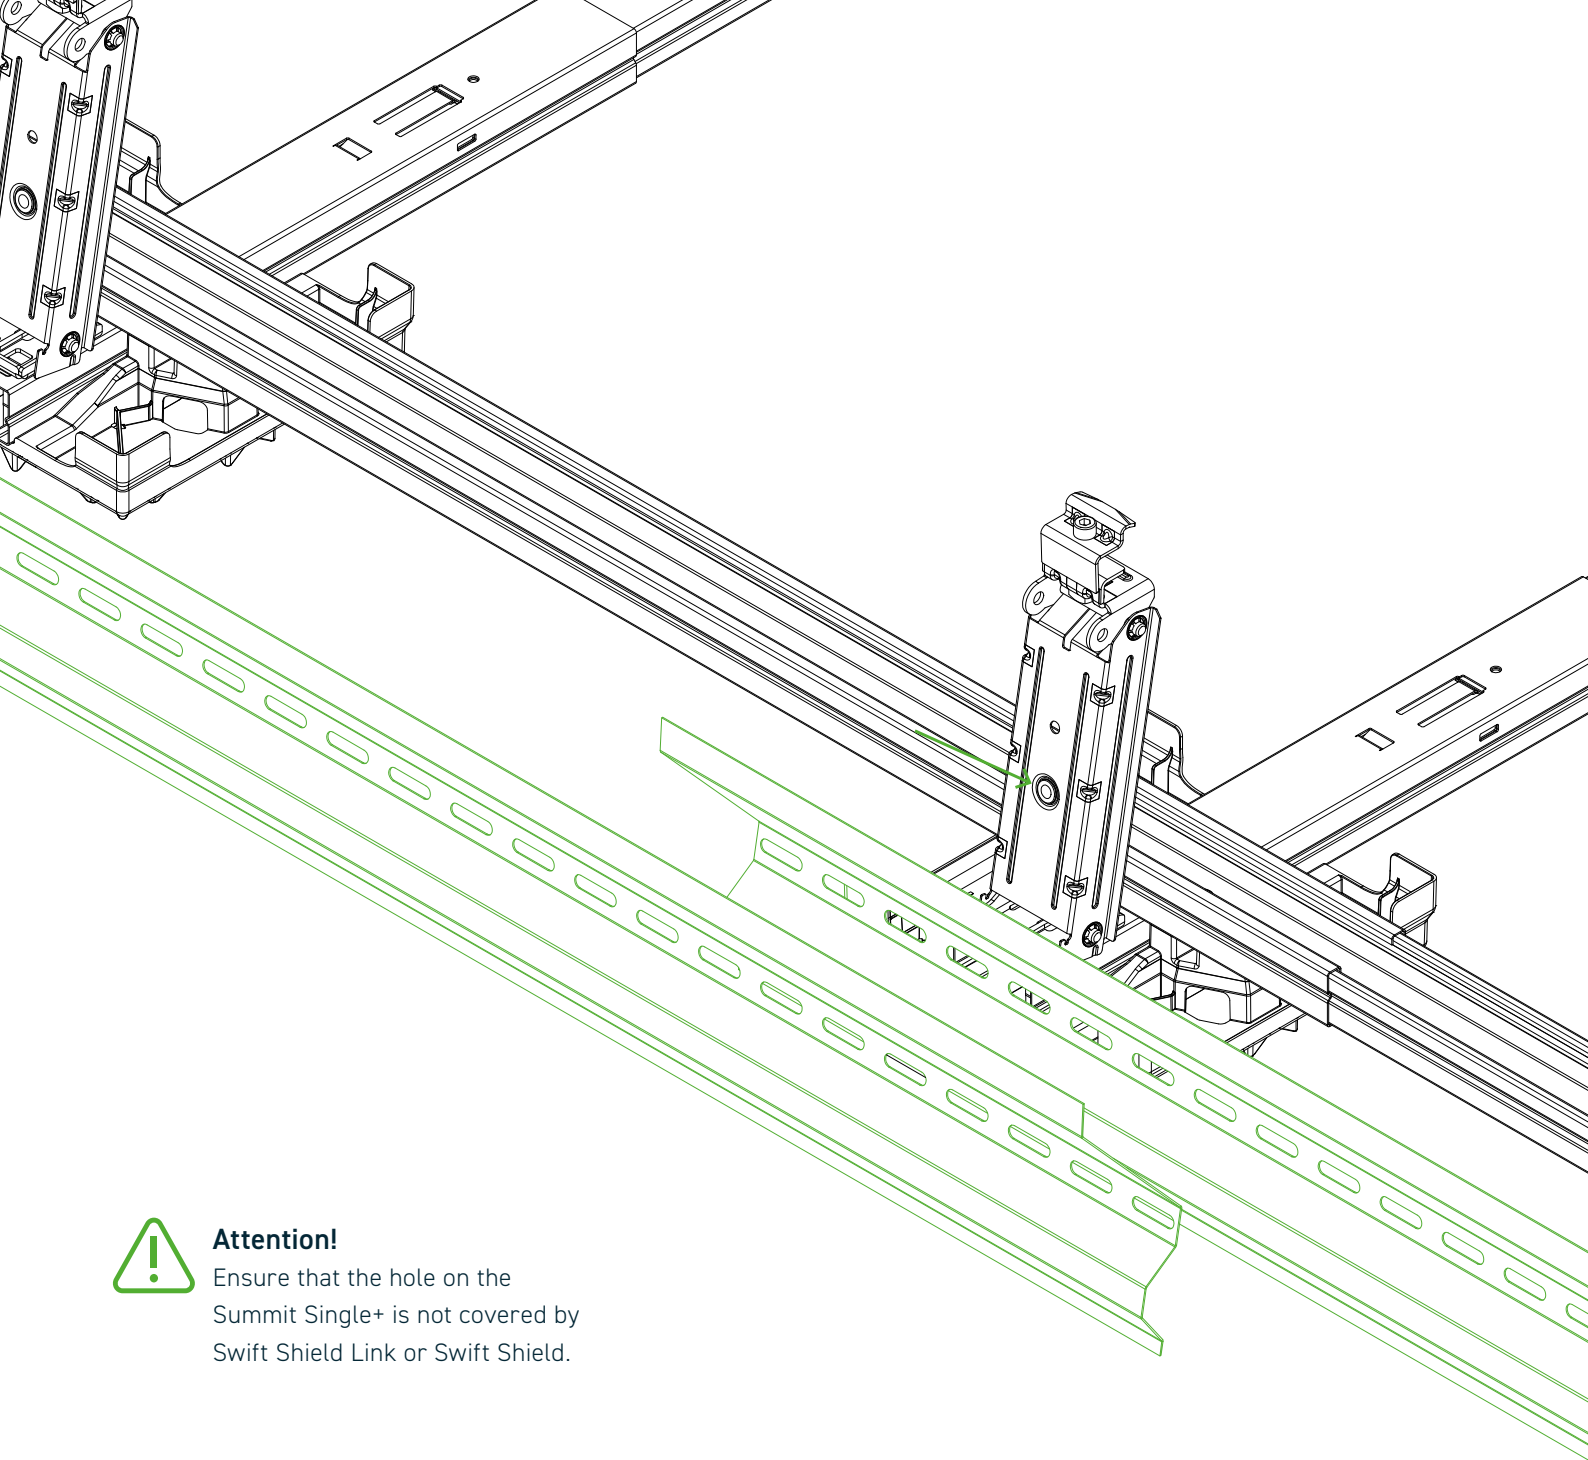 Attention!
Ensure that the hole on the
Summit Single+ is not covered by
Swift Shield Link or Swift Shield.